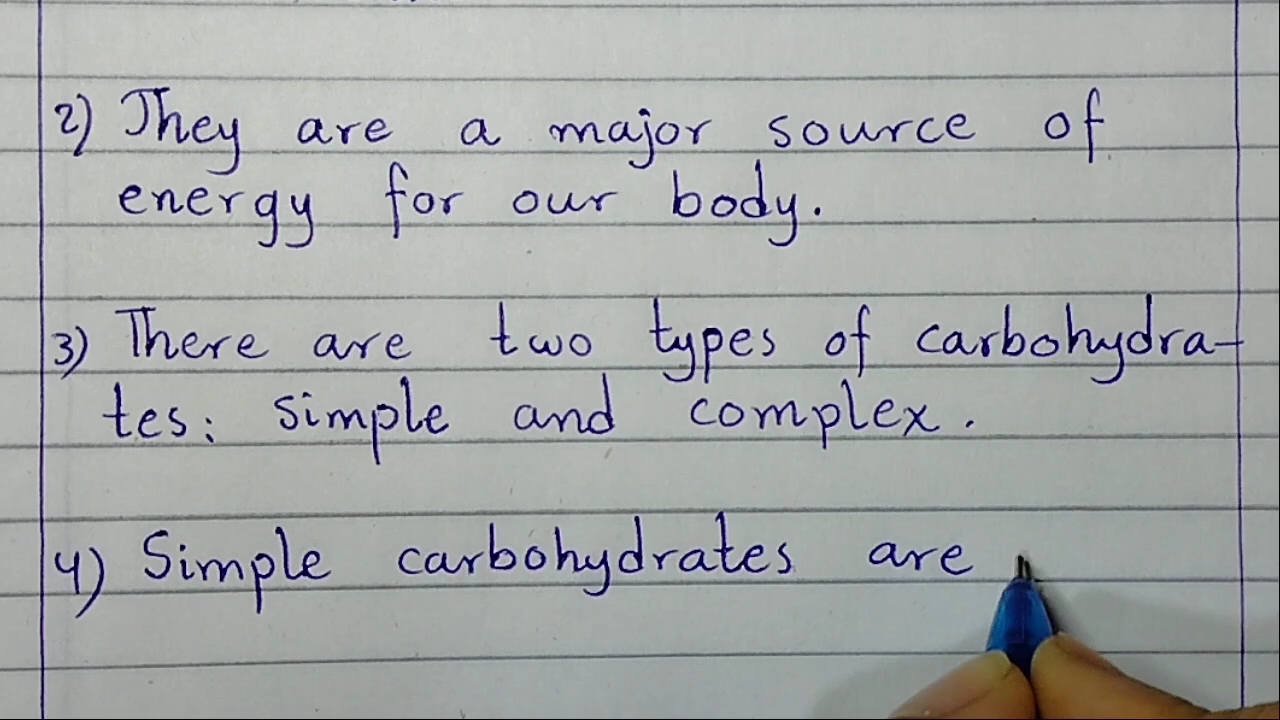 2) They are a major source of
energy for our body.
3) There are two types of carbohydra-
tes: simple and complex.
4) Simple carbohydrates are